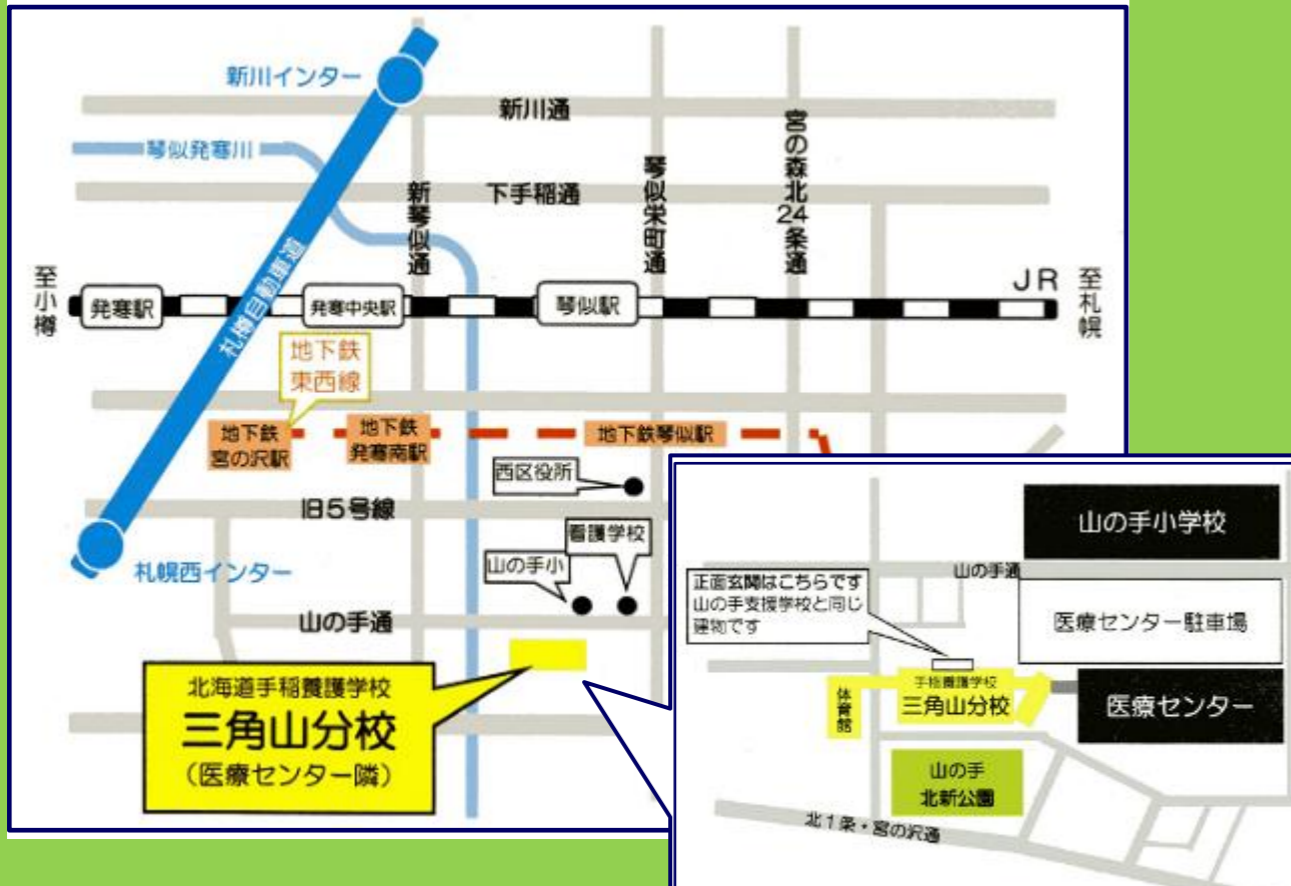 新川インター
新川通
琴似発寒川
宮の森北24条通
新琴似通
下手稲通
琴似栄町通
札樽自動車道
至小樽
発寒駅
発寒中央駅
琴似駅
JR
至札幌
地下鉄
東西線
地下鉄
宮の沢駅
地下鉄
発寒南駅
地下鉄琴似駅
西区役所
旧5号線
看護学校
山の手小
札幌西インター
山の手通
北海道手稲養護学校
三角山分校
(医療センター隣)
山の手小学校
山の手通
正面玄関はこちらです
山の手支援学校と同じ
建物です
医療センター駐車場
手稲養護学校
三角山分校
体育館
医療センター
山の手
北新公園
北1条・宮の沢通